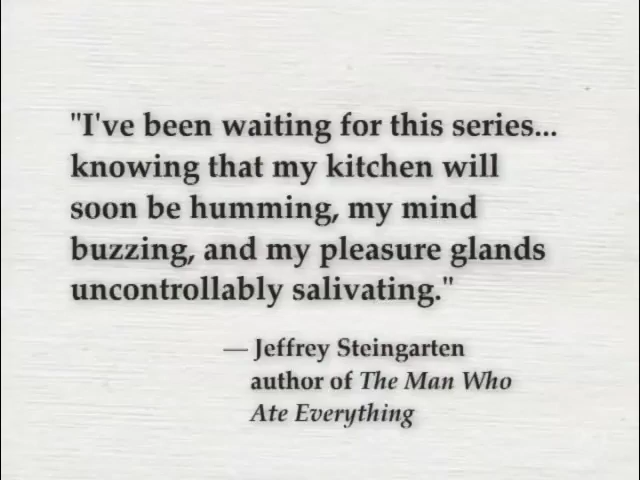 "I've been waiting for this series...
knowing that my kitchen will
soon be humming, my mind
buzzing, and my pleasure glands
uncontrollably salivating."
— Jeffrey Steingarten
author of The Man Who
Ate Everything